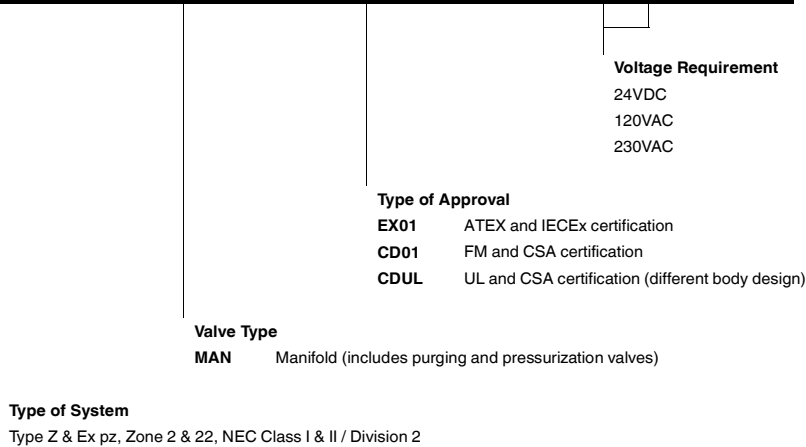 Voltage Requirement
24VDC
120VAC
230VAC
Type of Approval
EX01 ATEX and IECEx certification
CD01 FM and CSA certification
CDUL UL and CSA certification (different body design)
Valve Type
MAN Manifold (includes purging and pressurization valves)
Type of System
Type Z & Ex pz, Zone 2 & 22, NEC Class I & II / Division 2